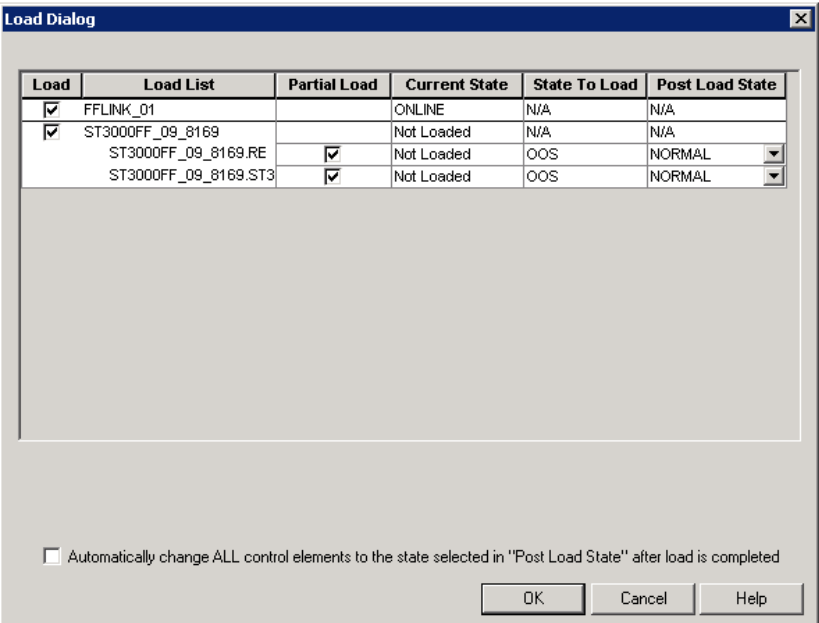 Load Dialog
Load Load List Partial Load Current State State To Load Post Load State
FFLINK_01 ONLINE N/A N/A
ST3000FF_09_8169 Not Loaded N/A N/A
ST3000FF_09_8169.RE Not Loaded OOS NORMAL
ST3000FF_09_8169.ST3 Not Loaded OOS NORMAL
Automatically change ALL control elements to the state selected in "Post Load State" after load is completed
OK Cancel Help